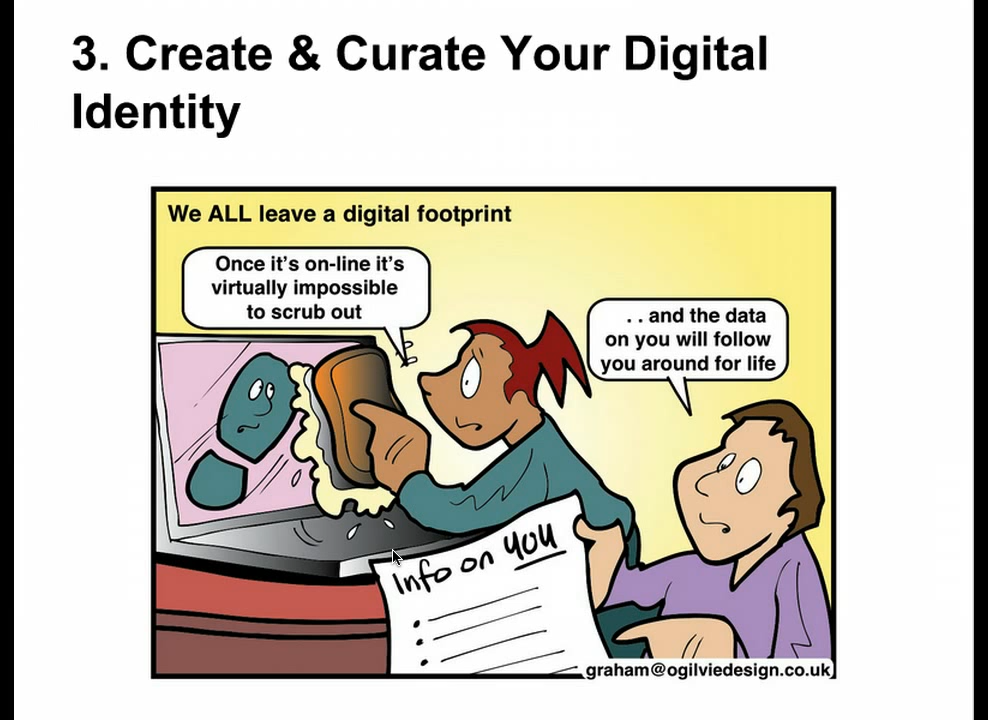 3. Create & Curate Your Digital
Identity
We ALL leave a digital footprint
Once it's on-line it's
virtually impossible
to scrub out
. . and the data
on you will follow
you around for life
Info on YOU
graham@ogilviedesign.co.uk